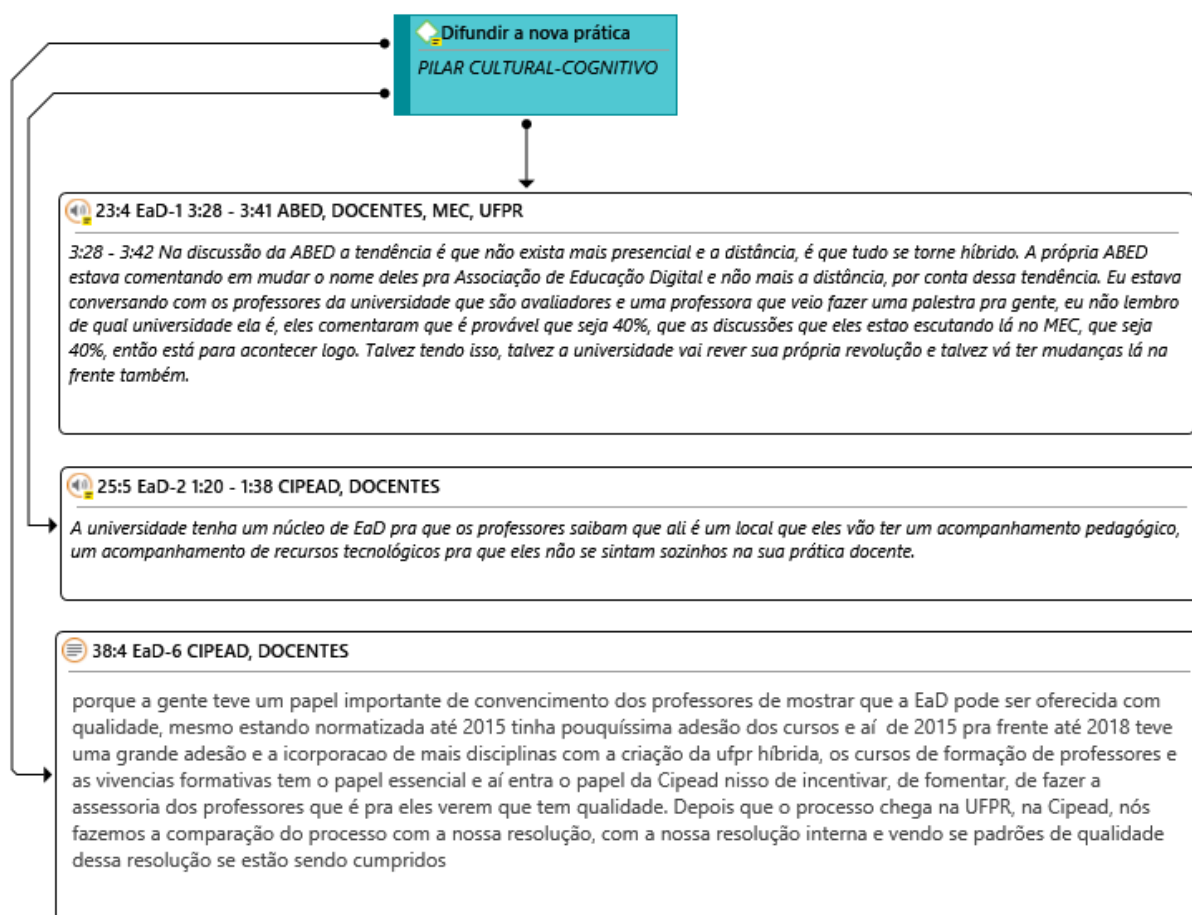 Difundir a nova prática
PILAR CULTURAL-COGNITIVO
23:4 EaD-1 3:28 - 3:41 ABED, DOCENTES, MEC, UFPR
3:28 - 3:42 Na discussão da ABED a tendência é que não exista mais presencial e a distância, é que tudo se torne híbrido. A própria ABED
estava comentando em mudar o nome deles pra Associação de Educação Digital e não mais a distância, por conta dessa tendência. Eu estava
conversando com os professores da universidade que são avaliadores e uma professora que veio fazer uma palestra pra gente, eu não lembro
de qual universidade ela é, eles comentaram que é provável que seja 40%, que as discussões que eles estao escutando lá no MEC, que seja
40%, então está para acontecer logo. Talvez tendo isso, talvez a universidade vai rever sua própria revolução e talvez vá ter mudanças lá na
frente também.
25:5 EaD-2 1:20 - 1:38 CIPEAD, DOCENTES
A universidade tenha um núcleo de EaD pra que os professores saibam que ali é um local que eles vão ter um acompanhamento pedagógico,
um acompanhamento de recursos tecnológicos pra que eles não se sintam sozinhos na sua prática docente.
38:4 EaD-6 CIPEAD, DOCENTES
porque a gente teve um papel importante de convencimento dos professores de mostrar que a EaD pode ser oferecida com
qualidade, mesmo estando normatizada até 2015 tinha pouquíssima adesão dos cursos e aí de 2015 pra frente até 2018 teve
uma grande adesão e a icorporacao de mais disciplinas com a criação da ufpr híbrida, os cursos de formação de professores e
as vivencias formativas tem o papel essencial e aí entra o papel da Cipead nisso de incentivar, de fomentar, de fazer a
assessoria dos professores que é pra eles verem que tem qualidade. Depois que o processo chega na UFPR, na Cipead, nós
fazemos a comparação do processo com a nossa resolução, com a nossa resolução interna e vendo se padrões de qualidade
dessa resolução se estão sendo cumpridos